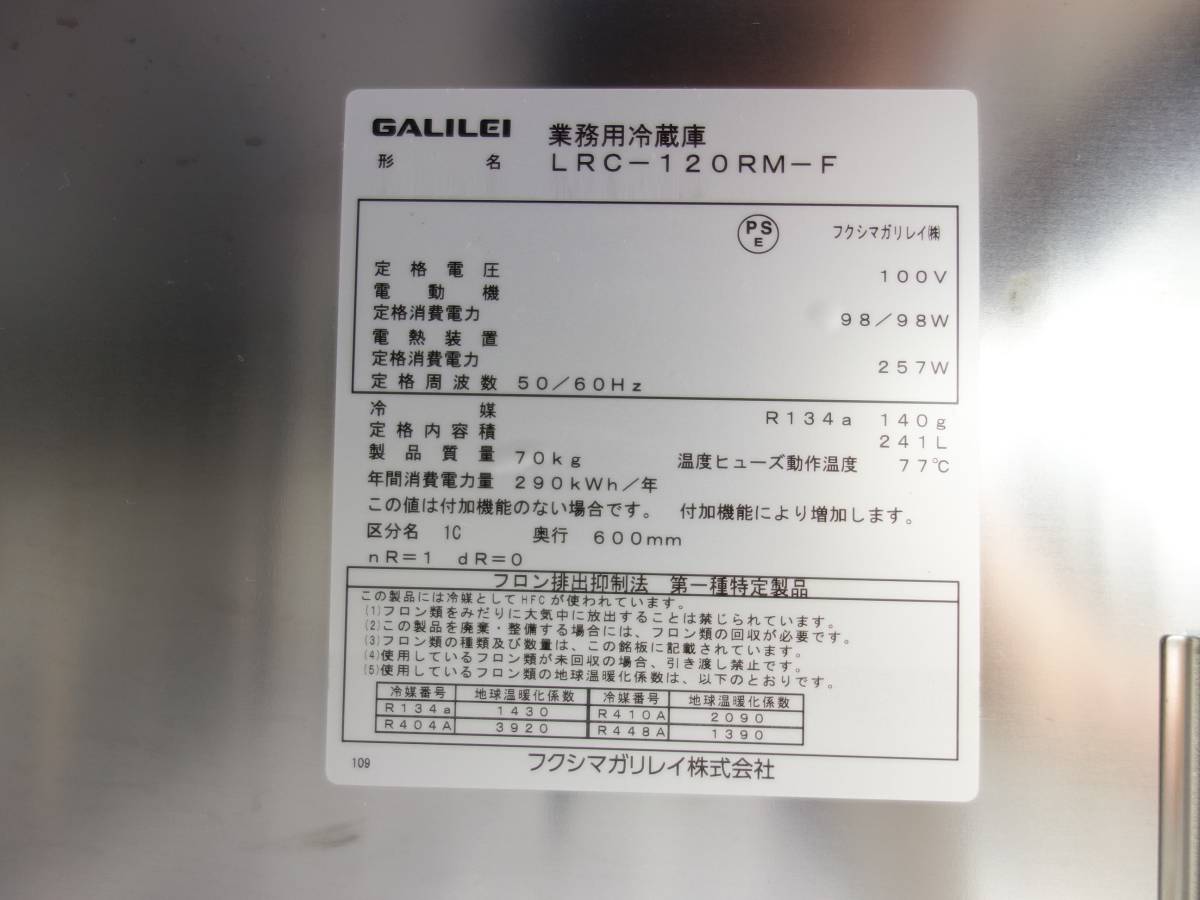 GALILEI 業務用冷蔵庫
形名 LRC-120RM-F
PS E フクシマガリレイ㈱
定格電圧 100V
電動機
定格消費電力 98/98W
電熱装置
定格消費電力 257W
定格周波数 50/60Hz
冷媒 R134a 140g
定格内容積 241L
製品質量 70kg 温度ヒューズ動作温度 77℃
年間消費電力量 290kWh/年
この値は付加機能のない場合です。 付加機能により増加します。
区分名 1C 奥行 600mm
nR=1 dR=0
フロン排出抑制法 第一種特定製品
この製品には冷媒としてHFCが使われています。
(1)フロン類をみだりに大気中に放出することは禁じられています。
(2)この製品を廃棄・整備する場合には、フロン類の回収が必要です。
(3)フロン類の種類及び数量は、この銘板に記載されています。
(4)使用しているフロン類が未回収の場合、引き渡し禁止です。
(5)使用しているフロン類の地球温暖化係数は、以下のとおりです。
冷媒番号 地球温暖化係数 冷媒番号 地球温暖化係数
R134a 1430 R410A 2090
R404A 3920 R448A 1390
109 フクシマガリレイ株式会社